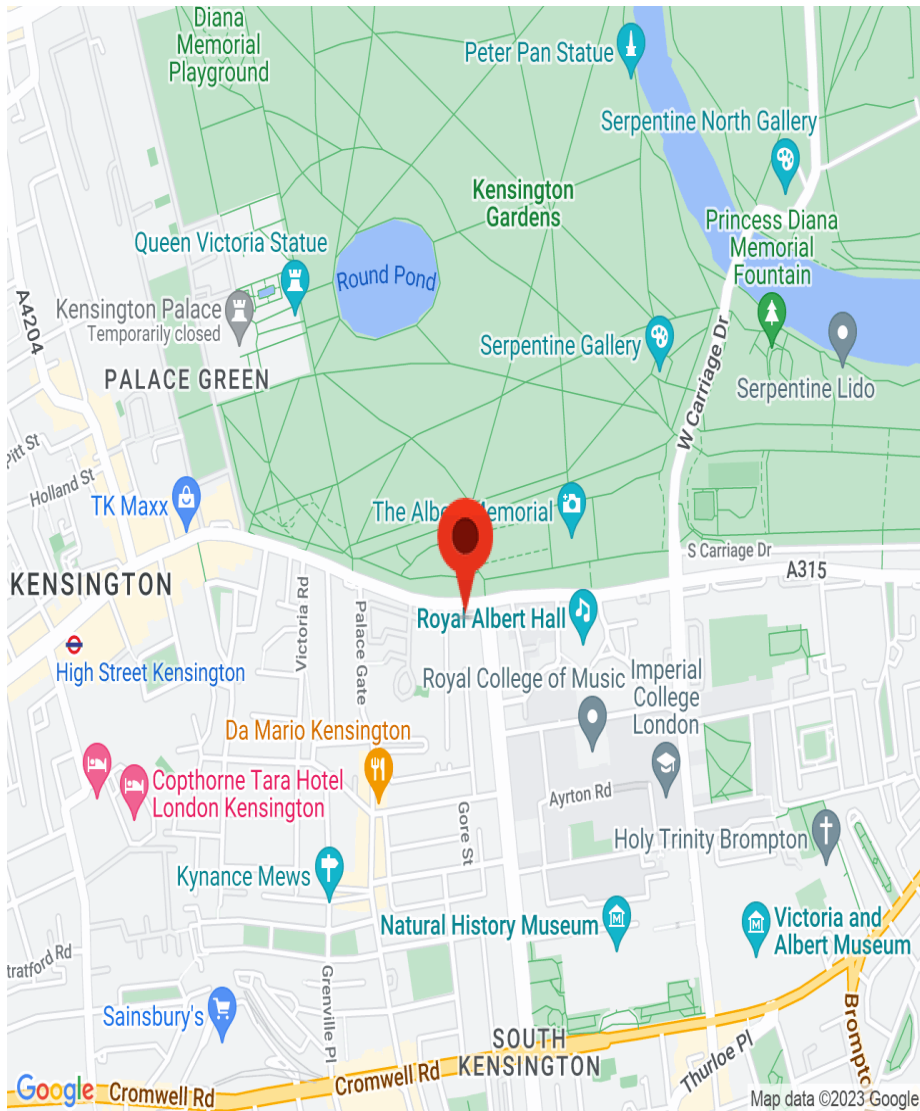 Diana
Memorial
Playground
Peter Pan Statue
Serpentine North Gallery
Kensington
Gardens
Princess Diana
Memorial
Fountain
Queen Victoria Statue
Round Pond
A4204
Kensington Palace
Temporarily closed
Serpentine Gallery
W Carriage Dr
PALACE GREEN
Serpentine Lido
Pitt St
Holland St
TK Maxx
The Albe emorial
S Carriage Dr
A315
KENSINGTON
Victoria Rd
Palace Gate
Royal Albert Hall
High Street Kensington
Royal College of Music
Imperial
College
London
Da Mario Kensington
Copthorne Tara Hotel
London Kensington
Ayrton Rd
Gore St
Holy Trinity Brompton
Kynance Mews
Natural History Museum
Victoria and
Albert Museum
tratford Rd
Grenville Pl
Sainsbury's
SOUTH
KENSINGTON
Brompto
Thurloe Pl
Google
Cromwell Rd
Cromwell Rd
Map data ©2023 Google